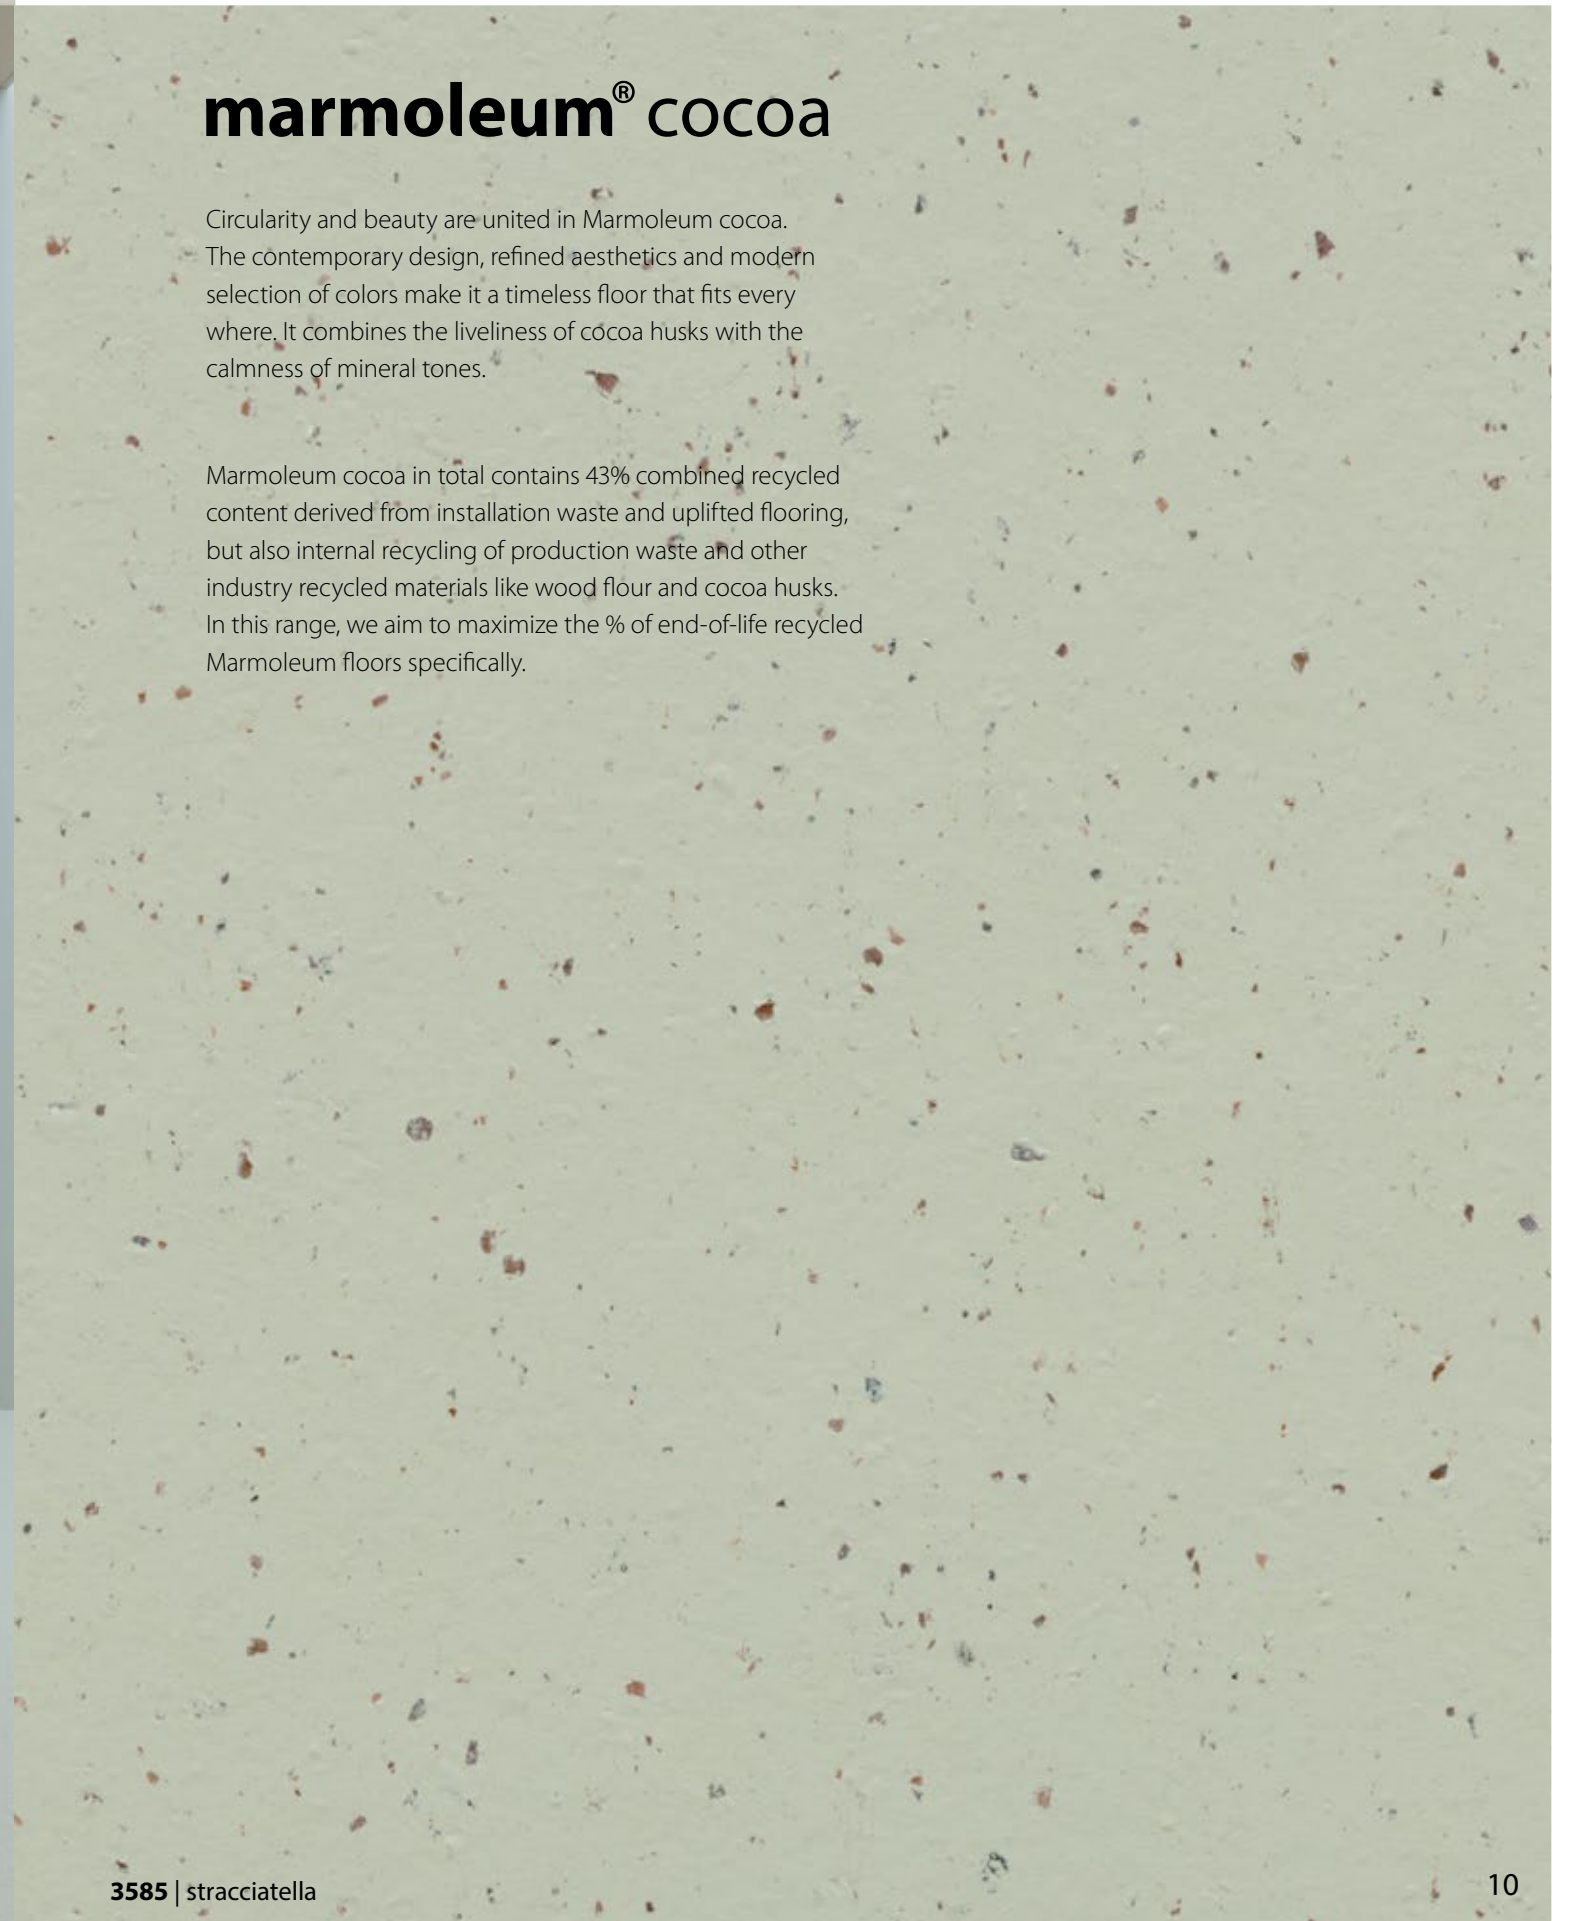 marmoleum® cocoa
Circularity and beauty are united in Marmoleum cocoa.
The contemporary design, refined aesthetics and modern
selection of colors make it a timeless floor that fits every
where. It combines the liveliness of cocoa husks with the
calmness of mineral tones.
Marmoleum cocoa in total contains 43% combined recycled
content derived from installation waste and uplifted flooring,
but also internal recycling of production waste and other
industry recycled materials like wood flour and cocoa husks.
In this range, we aim to maximize the % of end-of-life recycled
Marmoleum floors specifically.
3585 | stracciatella
10